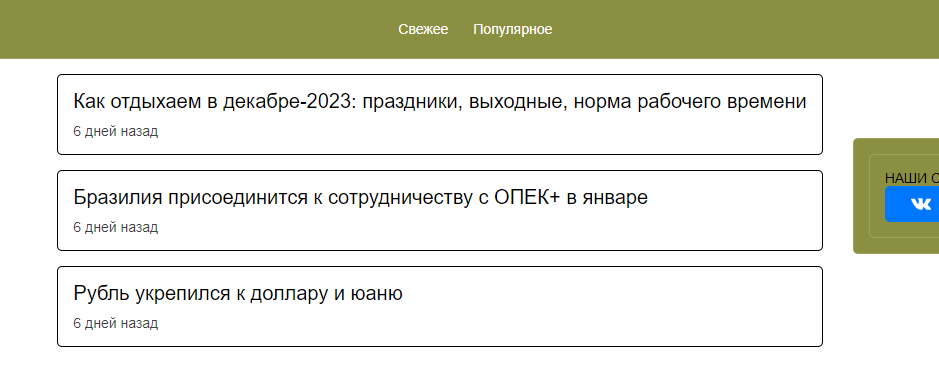 Свежее Популярное
Как отдыхаем в декабре-2023: праздники, выходные, норма рабочего времени
6 дней назад
Бразилия присоединится к сотрудничеству с ОПЕК+ в январе
6 дней назад
Рубль укрепился к доллару и юаню
6 дней назад
НАШИ